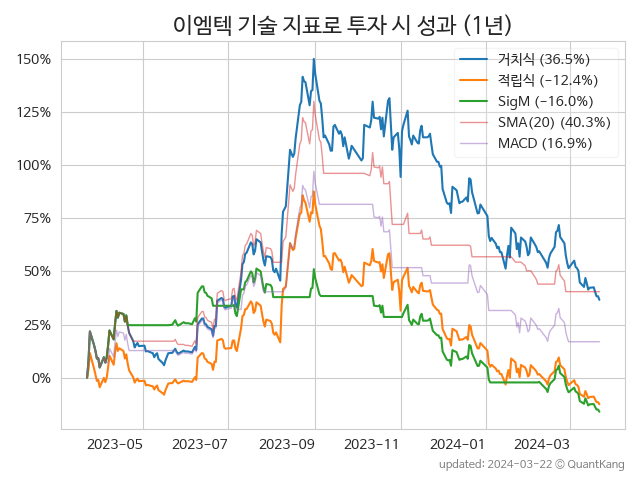 이엠텍 기술 지표로 투자 시 성과 (1년)
150%
125%
100%
75%
50%
25%
0%
거치식 (36.5%)
적립식 (−12.4%)
SigM (−16.0%)
SMA(20) (40.3%)
MACD (16.9%)
2023-05
2023-07
2023-09
2023-11
2024-01
2024-03
updated: 2024-03-22 © QuantKang